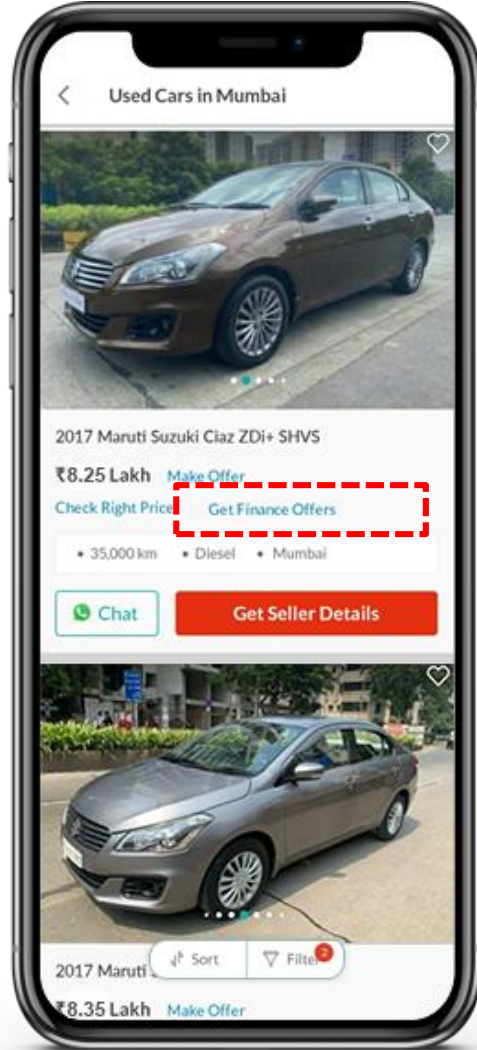 Used Cars in Mumbai
2017 Maruti Suzuki Ciaz ZDi+ SHVS
₹8.25 Lakh Make Offer
Check Right Price Get Finance Offers
• 35,000 km • Diesel • Mumbai
Chat Get Seller Details
Sort Filter 2
2017 Maruti
₹8.35 Lakh Make Offer